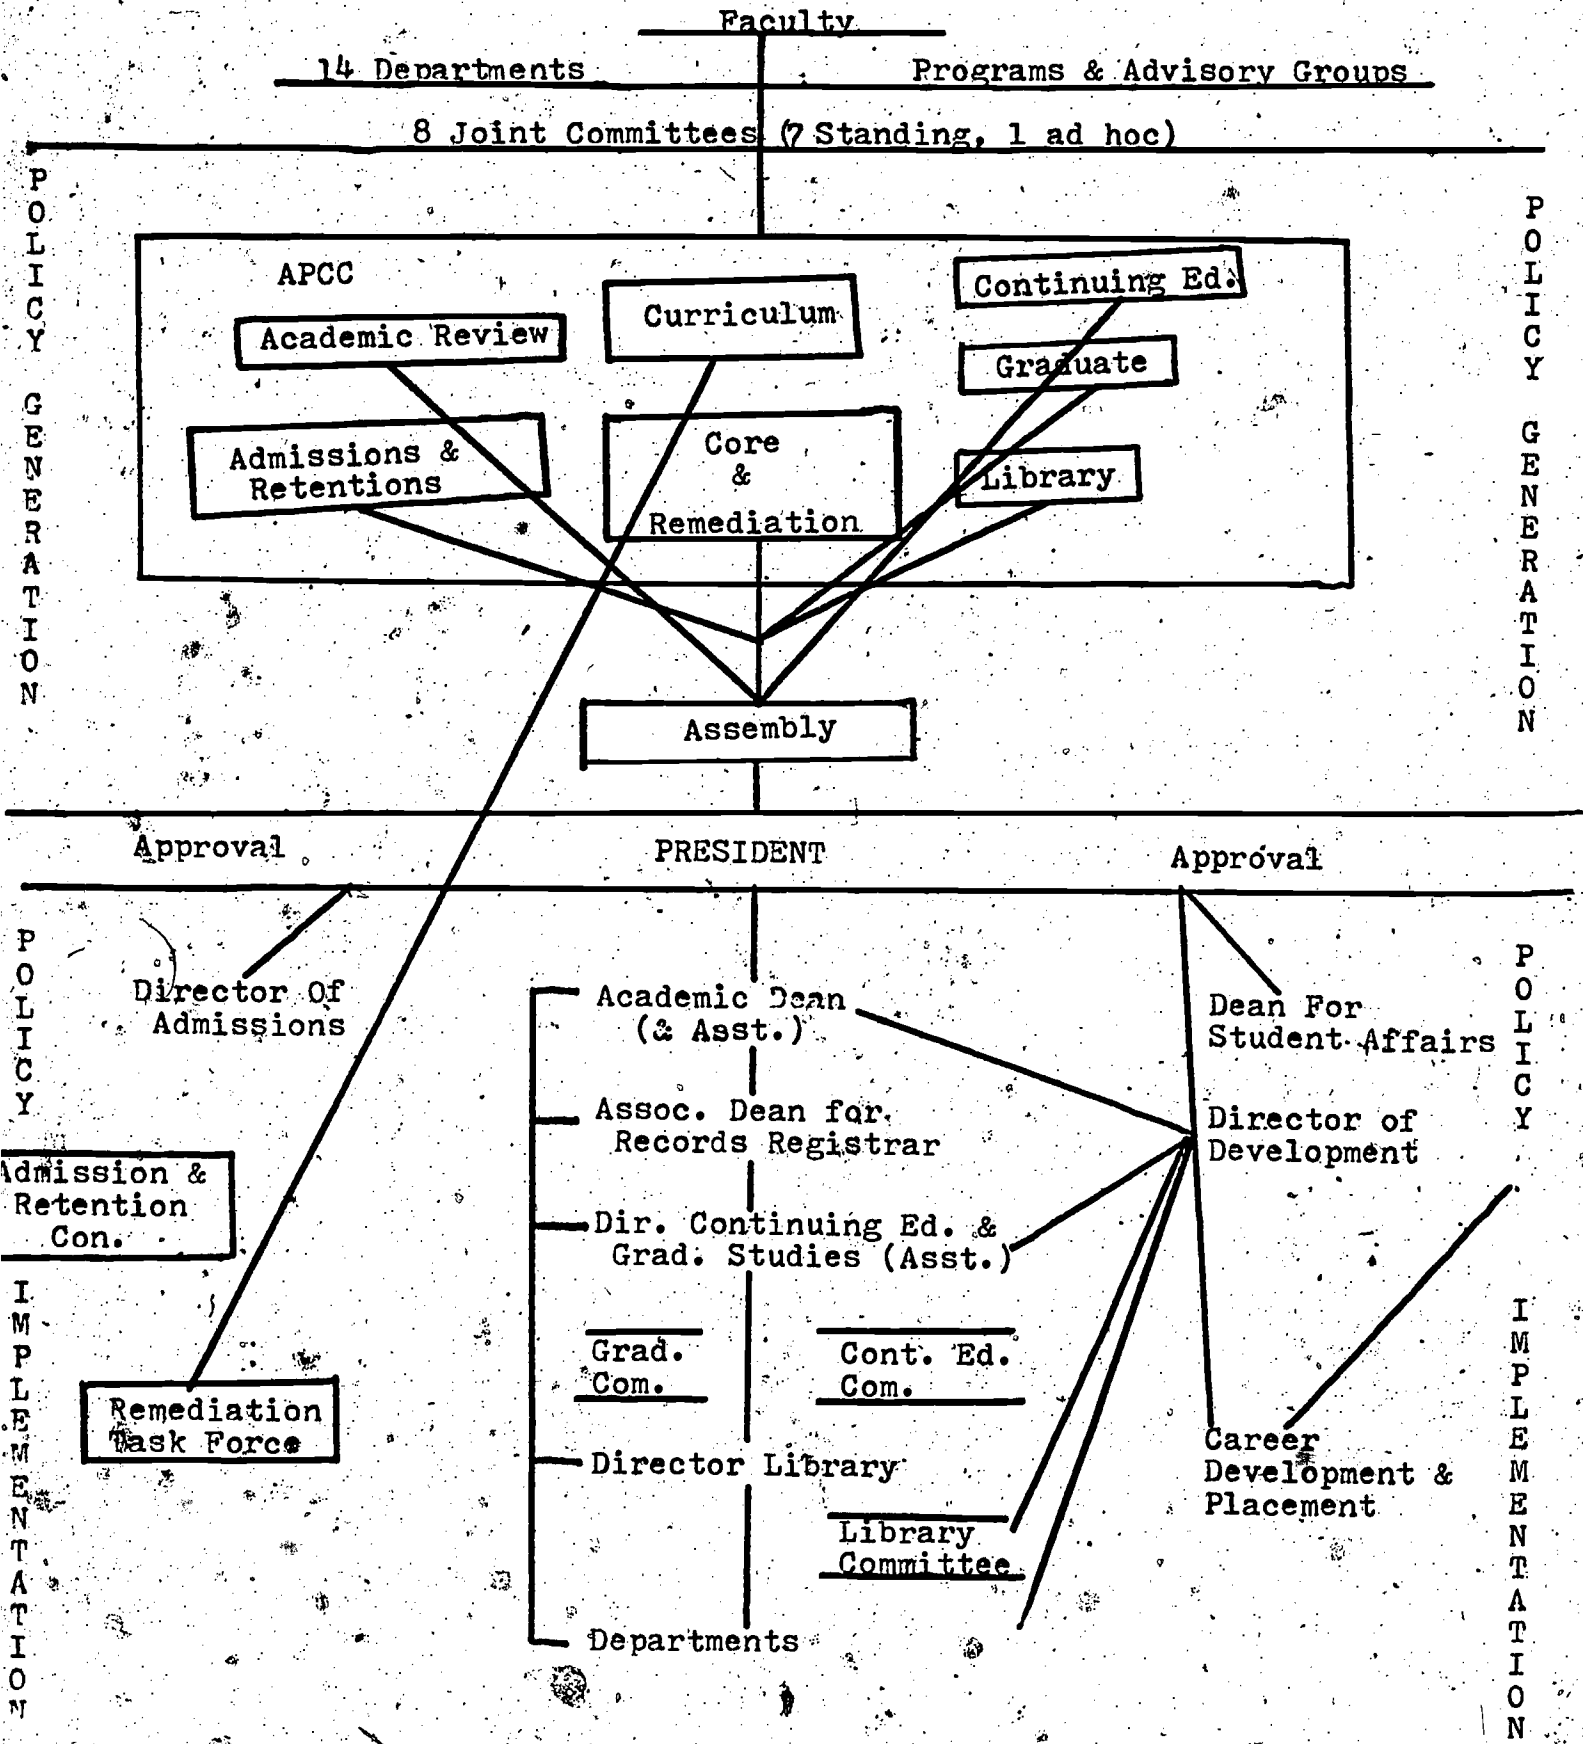 Faculty
14 Departments
Programs & Advisory Groups
8 Joint Committees (7 Standing, 1 ad hoc)
POLICY GENERATION
POLICY GENERATION
APCC
Academic Review
Curriculum
Continuing Ed.
Graduate
Admissions &
Retentions
Core
&
Remediation
Library
Assembly
Approval
PRESIDENT
Approval
POLICY IMPLEMENTATION
POLICY IMPLEMENTATION
Director Of
Admissions
Academic Dean
(& Asst.)
Dean For
Student Affairs
Assoc. Dean for
Records Registrar
Director of
Development
Admission &
Retention
Con.
Dir. Continuing Ed. &
Grad. Studies (Asst.)
Grad.
Com.
Cont. Ed.
Com.
Remediation
Task Force
Director Library
Career
Development &
Placement
Library
Committee
Departments